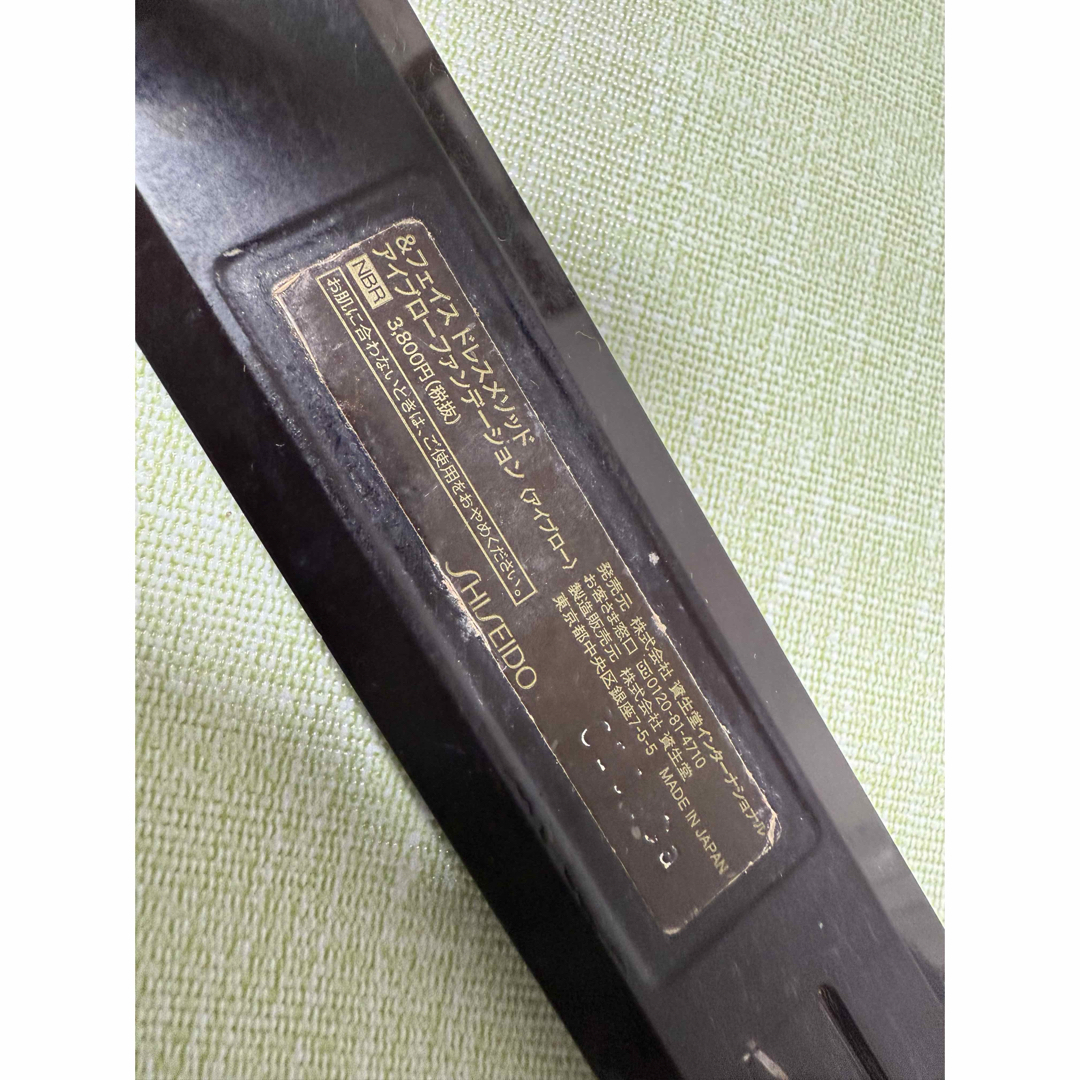 &フェイス ドレスメソッド
アイブローファンデーション 〈アイブロー〉
NBR 3,800円(税抜)
お肌に合わないときは、ご使用をおやめください。
SHISEIDO
発売元 株式会社 資生堂インターナショナル
お客さま窓口 0120-81-4710
製造販売元 株式会社 資生堂
東京都中央区銀座7-5-5 MADE IN JAPAN